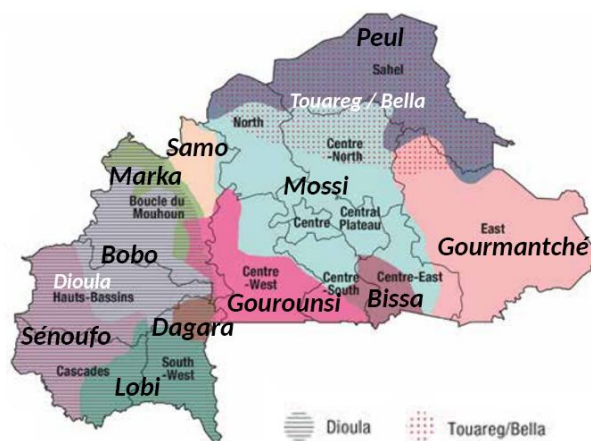 Peul
Sahel
Touareg / Bella
North
Samo
Centre
-North
Marka
Mossi
Boucle du
Mouhoun
Centre
Central
Plateau
East
Gourmantché
Bobo
Dioula
Hauts-Bassins
Centre
-West
Centre
-South
Centre-East
Gourounsi
Bissa
Sénoufo
Dagara
Cascades
South
-West
Lobi
Dioula
Touareg/Bella